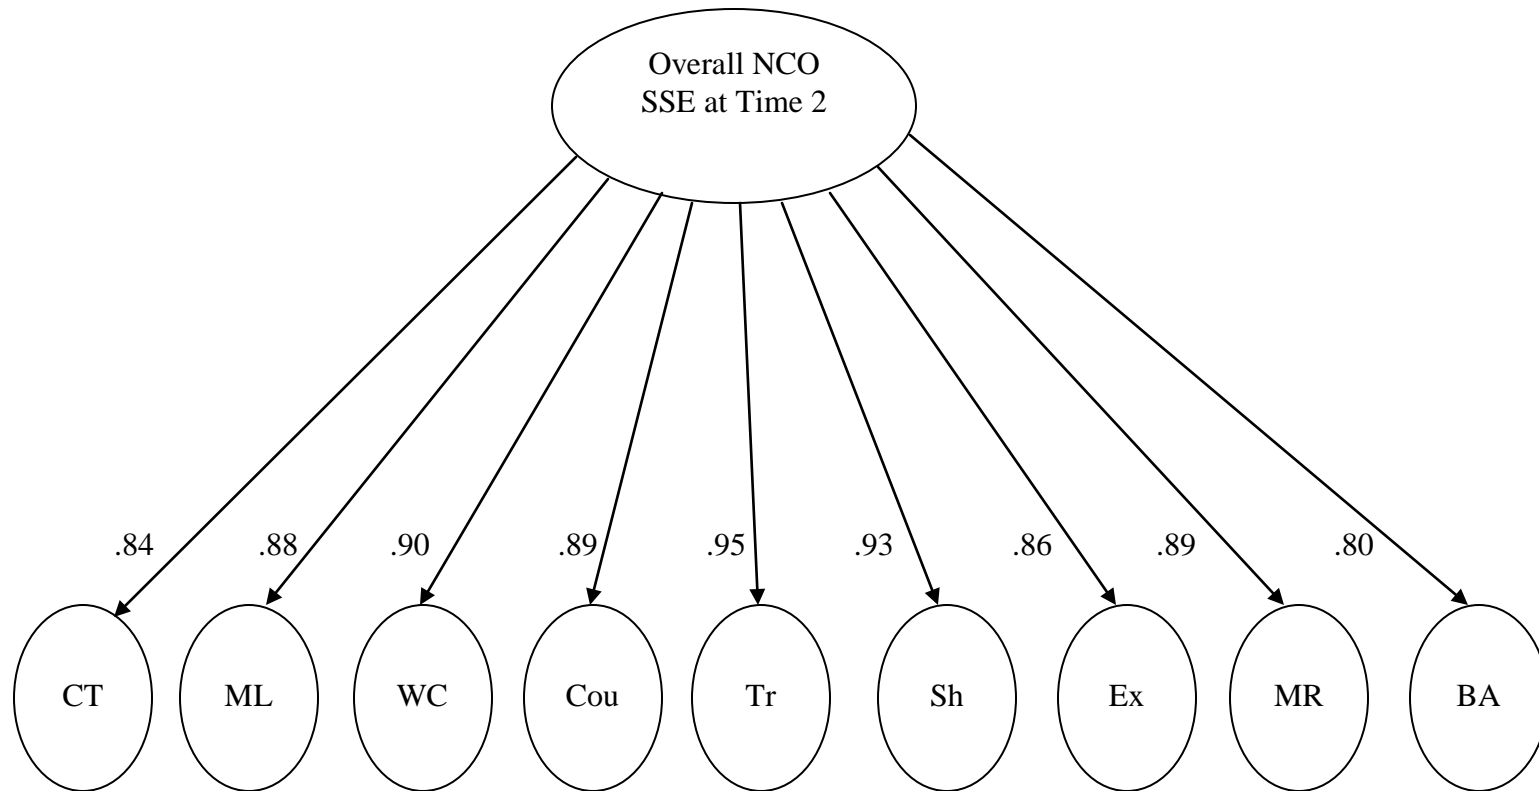 Overall NCO
SSE at Time 2
.84 .88 .90 .89 .95 .93 .86 .89 .80
CT ML WC Cou Tr Sh Ex MR BA